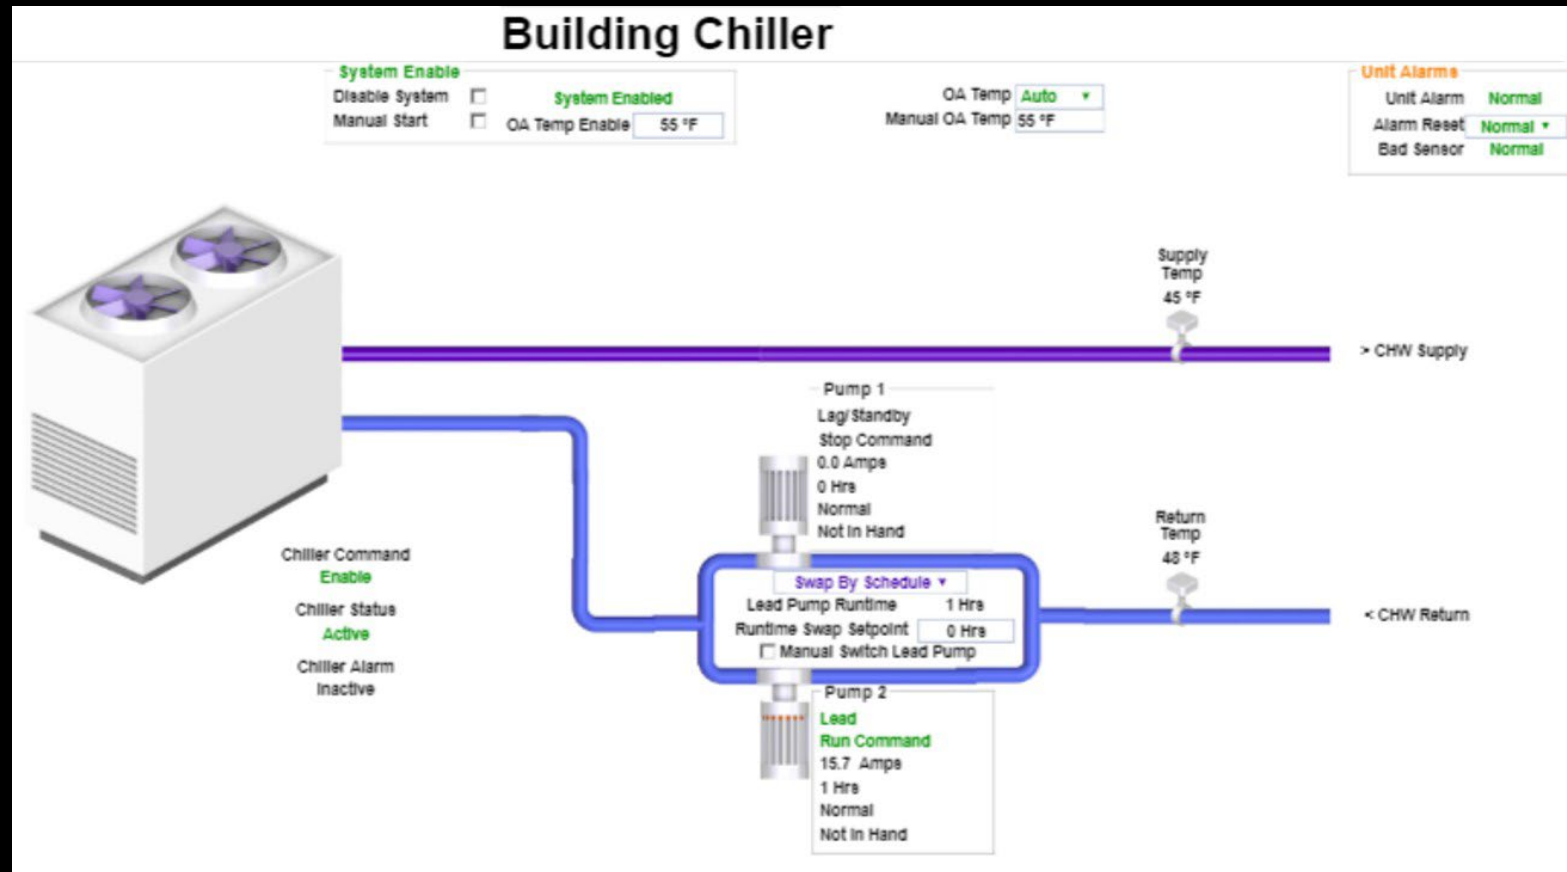 Building Chiller
System Enable
Disable System
System Enabled
Manual Start
OA Temp Enable 55 °F
OA Temp Auto
Manual OA Temp 55 °F
Unit Alarms
Unit Alarm Normal
Alarm Reset Normal
Bad Sensor Normal
Supply
Temp
45 °F
> CHW Supply
Pump 1
Lag/Standby
Stop Command
0.0 Amps
0 Hrs
Normal
Not In Hand
Return
Temp
48 °F
< CHW Return
Chiller Command
Enable
Chiller Status
Active
Chiller Alarm
Inactive
Swap By Schedule
Lead Pump Runtime 1 Hrs
Runtime Swap Setpoint 0 Hrs
Manual Switch Lead Pump
Pump 2
Lead
Run Command
15.7 Amps
1 Hrs
Normal
Not In Hand